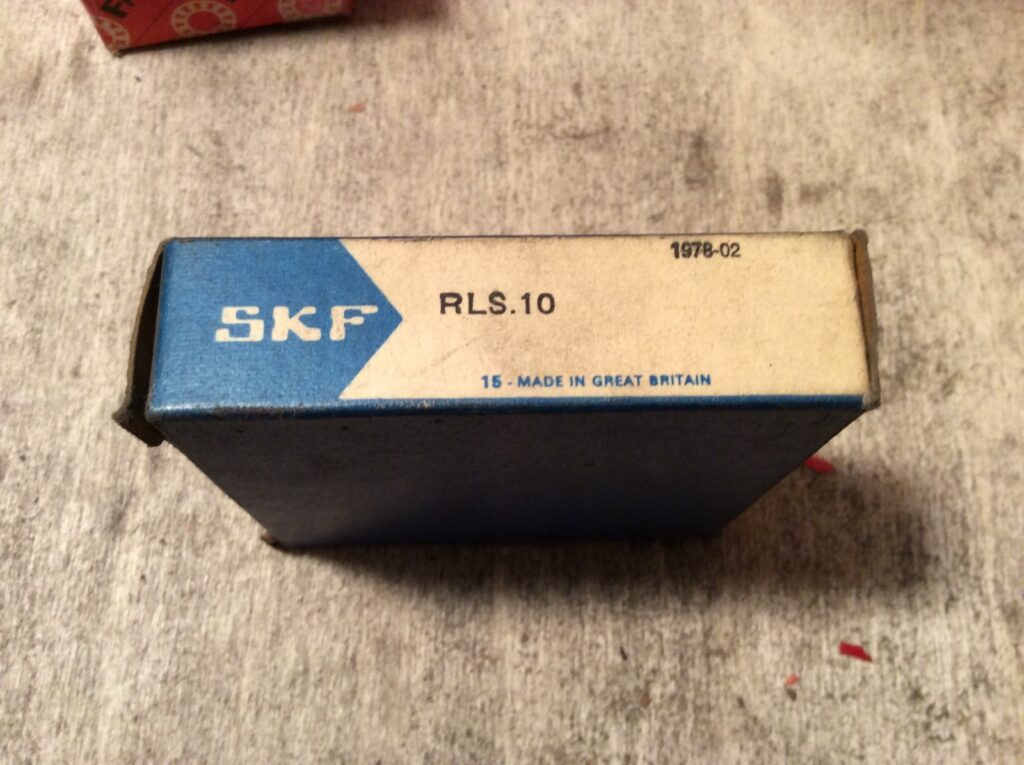 SKF
RLS.10
1978-02
15 - MADE IN GREAT BRITAIN